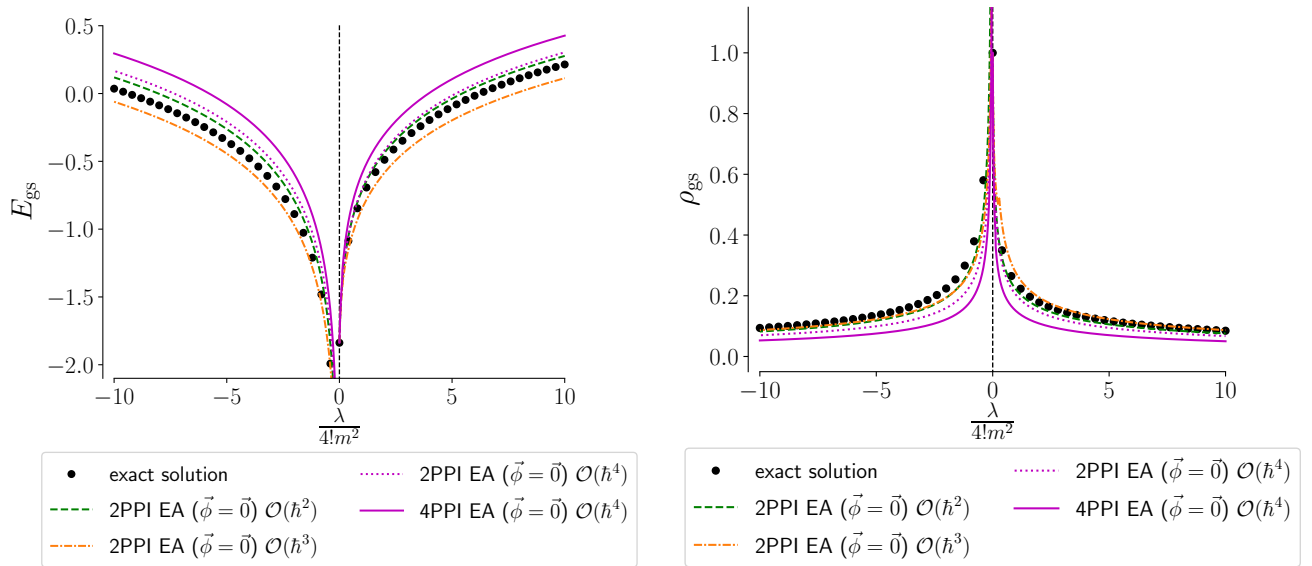 0.5
0.0
−0.5
−1.0
−1.5
−2.0
E_gs
−10
−5
0
5
10
λ
4!m²
exact solution
2PPI EA (φ⃗ = 0⃗) 𝒪(ħ²)
2PPI EA (φ⃗ = 0⃗) 𝒪(ħ³)
2PPI EA (φ⃗ = 0⃗) 𝒪(ħ⁴)
4PPI EA (φ⃗ = 0⃗) 𝒪(ħ⁴)
1.0
0.8
0.6
0.4
0.2
0.0
ρ_gs
−10
−5
0
5
10
λ
4!m²
exact solution
2PPI EA (φ⃗ = 0⃗) 𝒪(ħ²)
2PPI EA (φ⃗ = 0⃗) 𝒪(ħ³)
2PPI EA (φ⃗ = 0⃗) 𝒪(ħ⁴)
4PPI EA (φ⃗ = 0⃗) 𝒪(ħ⁴)